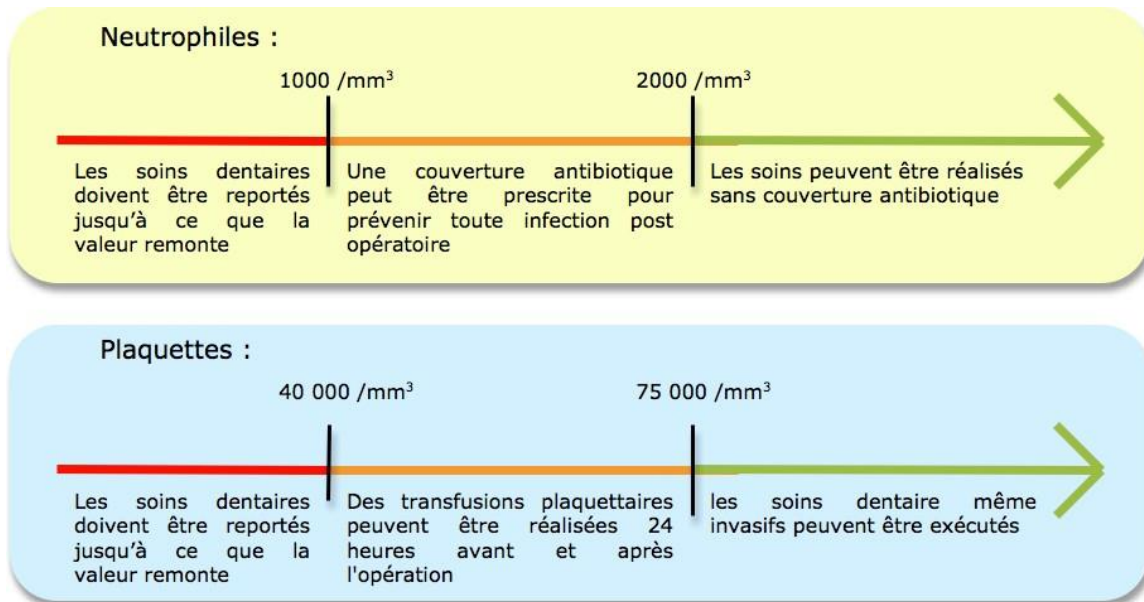 Neutrophiles :
1000 /mm³
2000 /mm³
Les soins dentaires
doivent être reportés
jusqu'à ce que la
valeur remonte
Une couverture antibiotique
peut être prescrite pour
prévenir toute infection post
opératoire
Les soins peuvent être réalisés
sans couverture antibiotique
Plaquettes :
40 000 /mm³
75 000 /mm³
Les soins dentaires
doivent être reportés
jusqu'à ce que la
valeur remonte
Des transfusions plaquettaires
peuvent être réalisées 24
heures avant et après
l'opération
les soins dentaire même
invasifs peuvent être exécutés